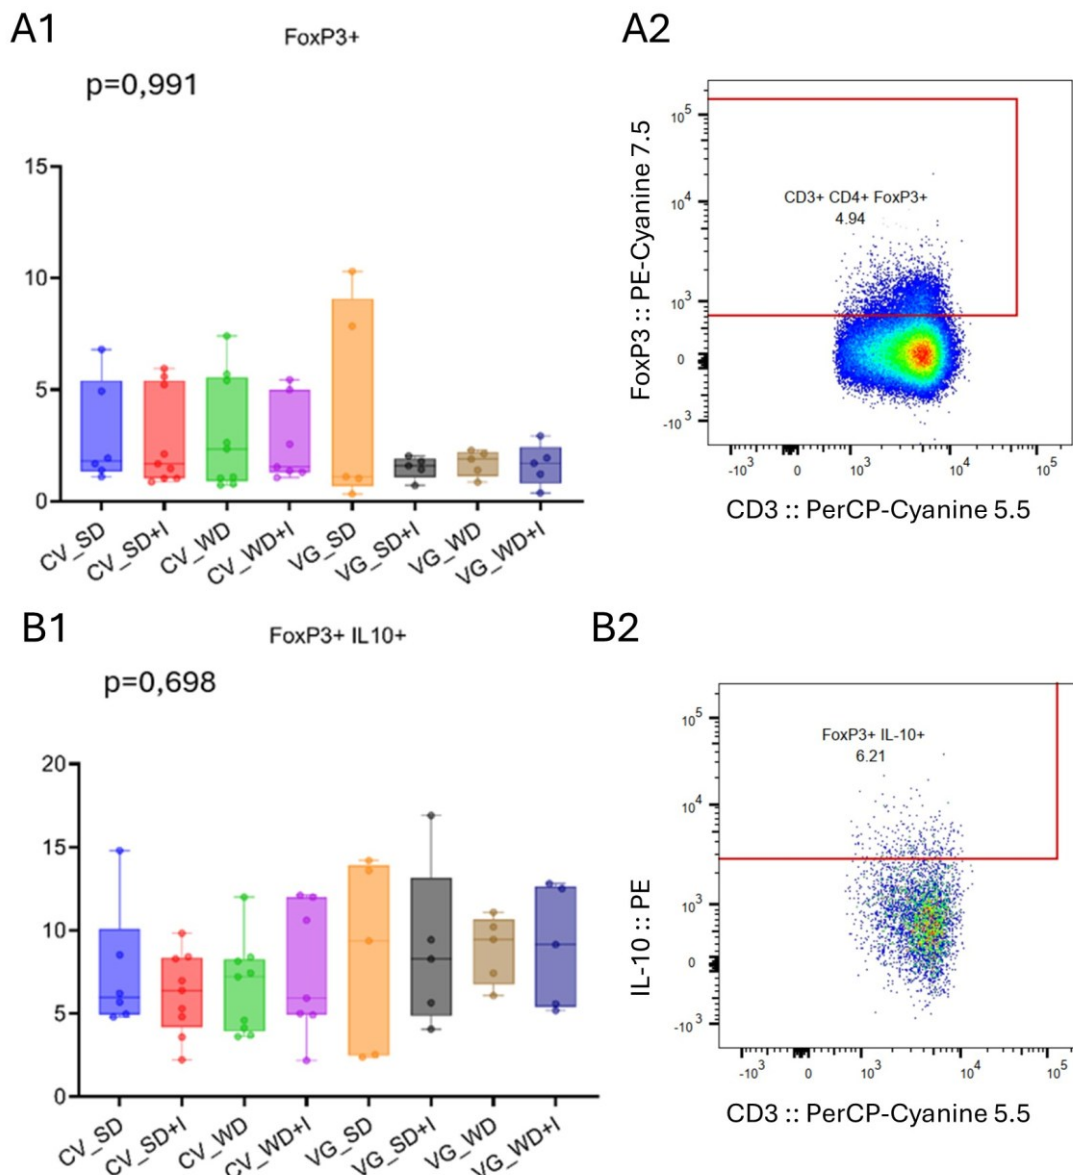 A1
FoxP3+
p=0,991
15
10
5
0
CV_SD
CV_SD+I
CV_WD
CV_WD+I
VG_SD
VG_SD+I
VG_WD
VG_WD+I
A2
FoxP3 :: PE-Cyanine 7.5
10^5
10^4
10^3
0
-10^3
CD3+ CD4+ FoxP3+
4.94
-10^3 0 10^3 10^4 10^5
CD3 :: PerCP-Cyanine 5.5
B1
FoxP3+ IL10+
p=0,698
20
15
10
5
0
CV_SD
CV_SD+I
CV_WD
CV_WD+I
VG_SD
VG_SD+I
VG_WD
VG_WD+I
B2
IL-10 :: PE
10^5
10^4
10^3
0
-10^3
FoxP3+ IL-10+
6.21
-10^3 0 10^3 10^4 10^5
CD3 :: PerCP-Cyanine 5.5